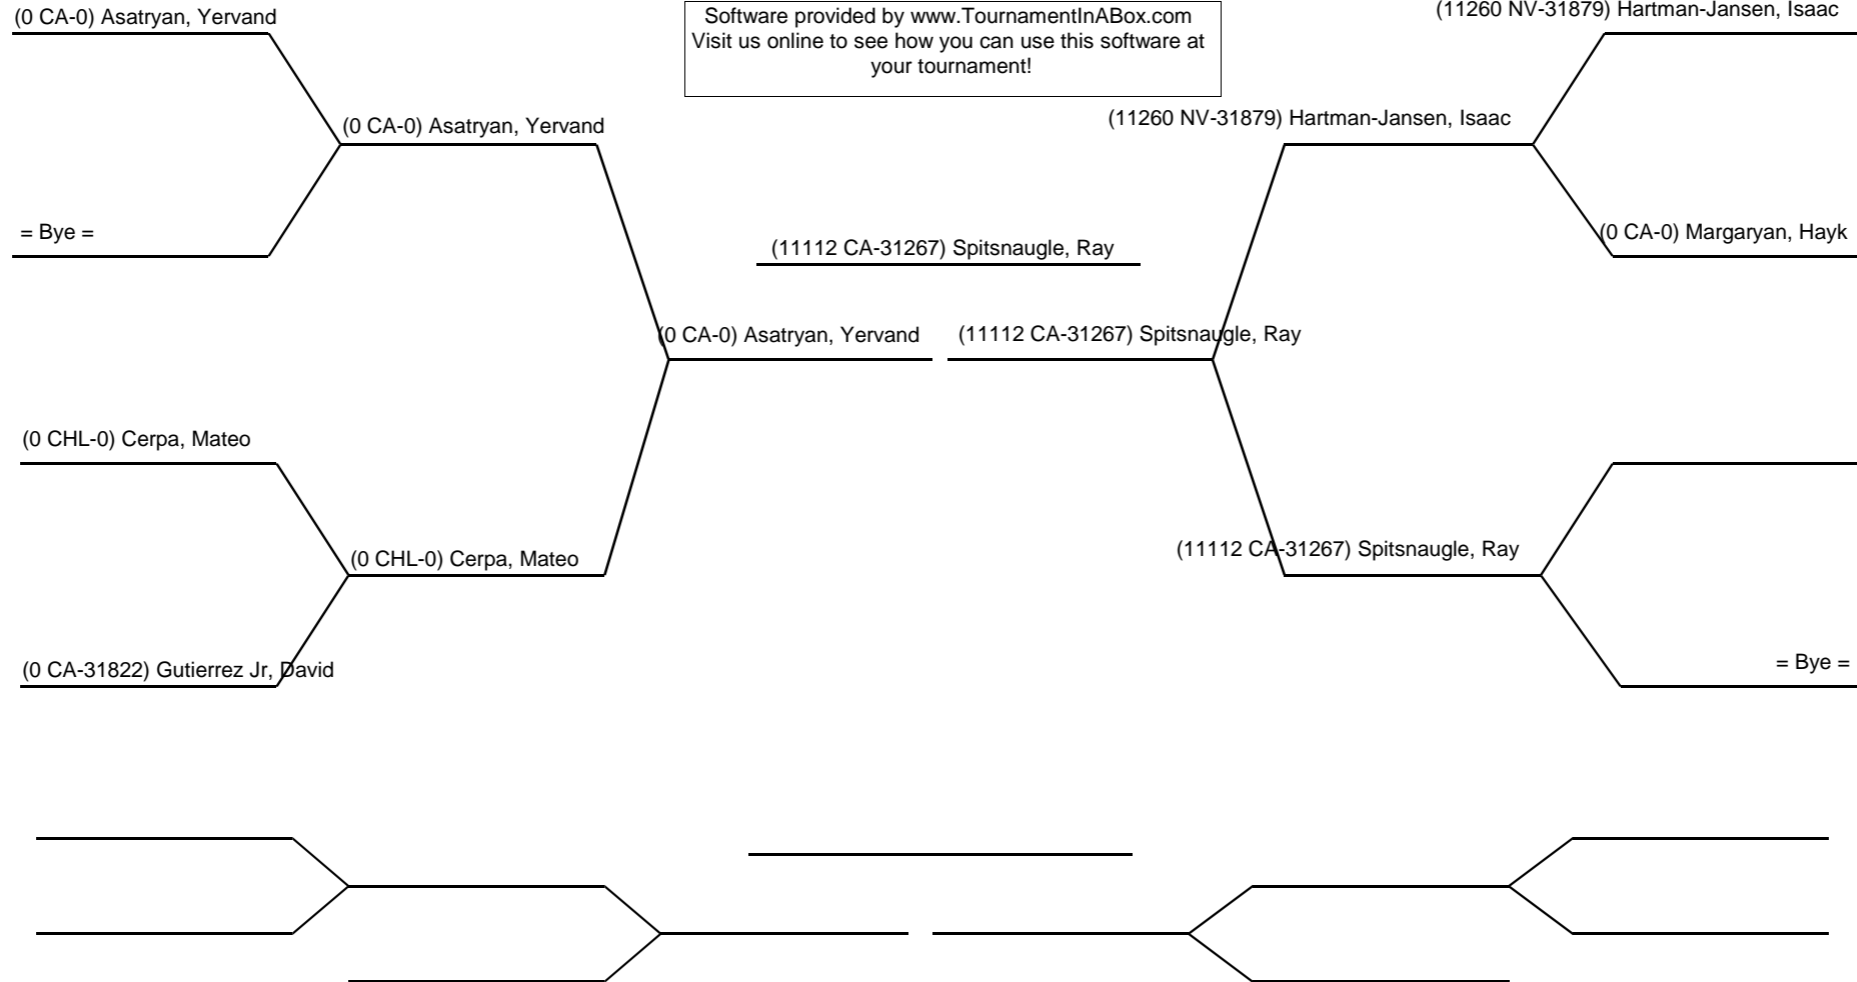 (0 CA-0) Asatryan, Yervand
Software provided by www.TournamentInABox.com
Visit us online to see how you can use this software at
your tournament!
(11260 NV-31879) Hartman-Jansen, Isaac
(0 CA-0) Asatryan, Yervand
(11260 NV-31879) Hartman-Jansen, Isaac
= Bye =
(11112 CA-31267) Spitsnaugle, Ray
(0 CA-0) Margaryan, Hayk
(0 CA-0) Asatryan, Yervand
(11112 CA-31267) Spitsnaugle, Ray
(0 CHL-0) Cerpa, Mateo
(0 CHL-0) Cerpa, Mateo
(11112 CA-31267) Spitsnaugle, Ray
(0 CA-31822) Gutierrez Jr, David
= Bye =